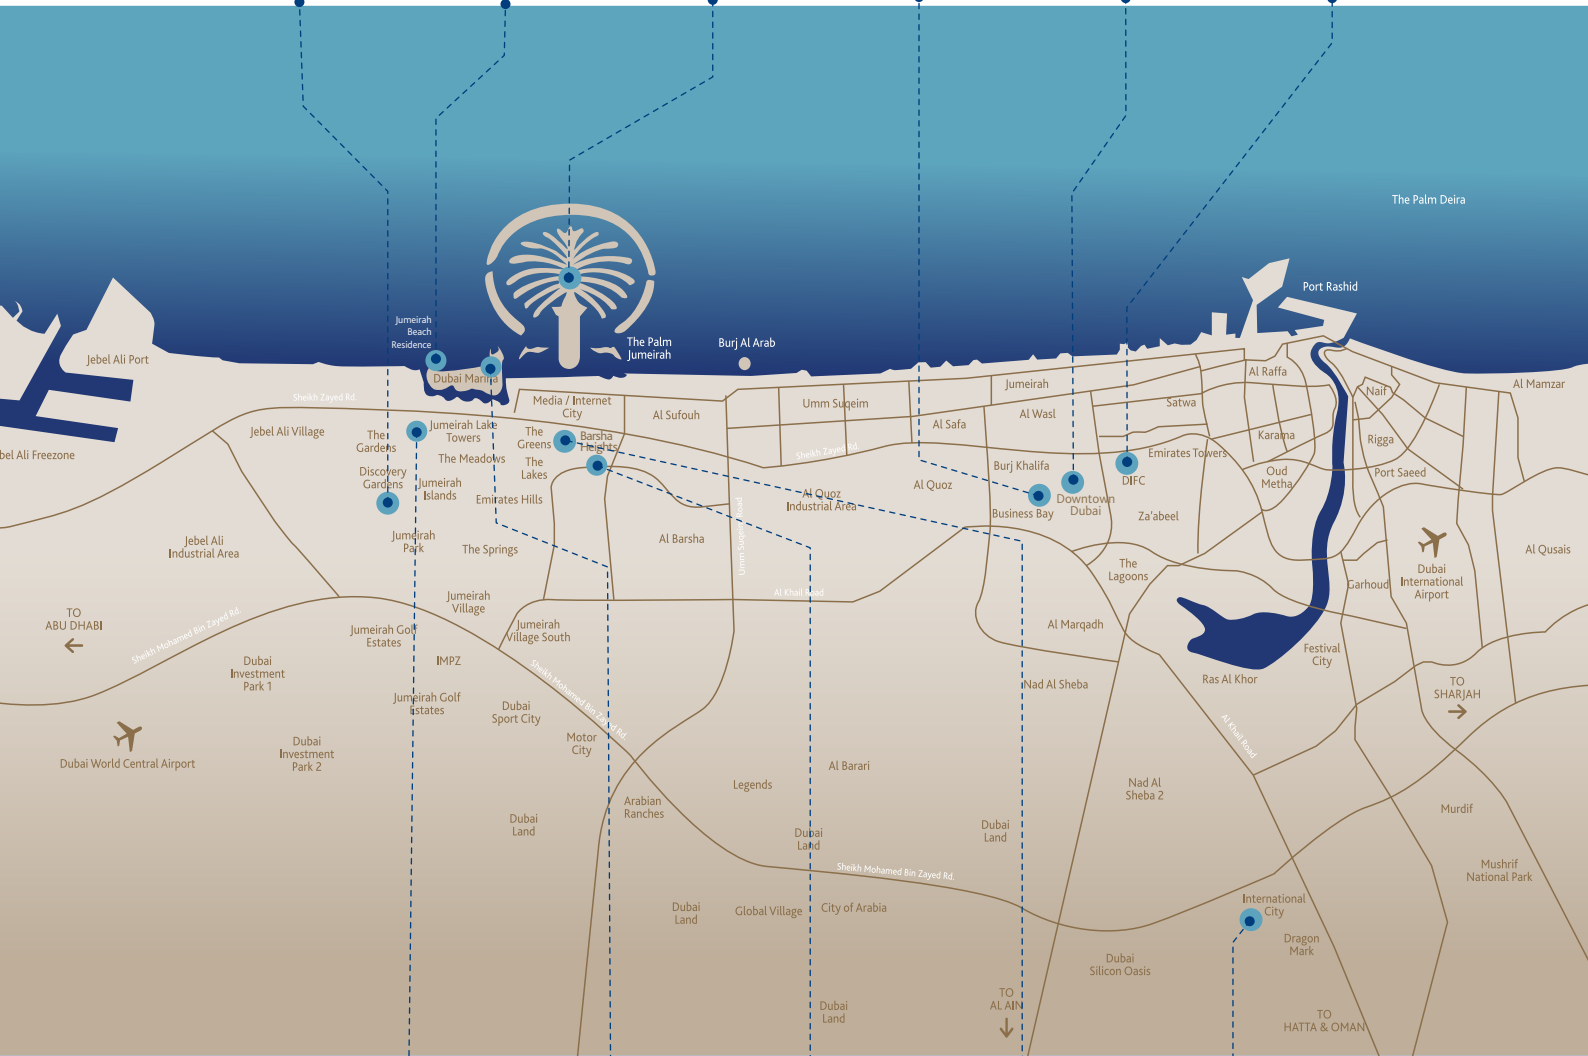 The Palm Deira
Port Rashid
Jumeirah
Beach
Residence
The Palm
Jumeirah
Burj Al Arab
Jebel Ali Port
Dubai Marina
Al Raffa
Al Mamzar
Naif
Jumeirah
Sheikh Zayed Rd.
Media / Internet
City
Al Sufouh
Umm Suqeim
Al Wasl
Satwa
Al Safa
Jebel Ali Village
The
Gardens
Jumeirah Lake
Towers
The
Greens
Barsha
Heights
Sheikh Zayed Rd.
Karama
Rigga
Emirates Towers
bel Ali Freezone
The Meadows
The
Lakes
Burj Khalifa
DIFC
Oud
Metha
Port Saeed
Discovery
Gardens
Jumeirah
Islands
Emirates Hills
Al Quoz
Industrial Area
Al Quoz
Downtown
Dubai
Business Bay
Za'abeel
Umm Suqeim Road
Jebel Ali
Industrial Area
Jumeirah
Park
The Springs
Al Barsha
Al Qusais
The
Lagoons
Dubai
International
Airport
Garhoud
Al Khail Road
TO
ABU DHABI
Sheikh Mohamed Bin Zayed Rd.
Jumeirah
Village
Jumeirah
Village South
Jumeirah Golf
Estates
Al Marqadh
Festival
City
IMPZ
Dubai
Investment
Park 1
Sheikh Mohamed Bin Zayed Rd.
Nad Al Sheba
Ras Al Khor
TO
SHARJAH
Jumeirah Golf
Estates
Dubai
Sport City
Al Khail Road
Motor
City
Dubai World Central Airport
Dubai
Investment
Park 2
Al Barari
Legends
Nad Al
Sheba 2
Arabian
Ranches
Murdif
Dubai
Land
Dubai
Land
Dubai
Land
Sheikh Mohamed Bin Zayed Rd.
Mushrif
National Park
Dubai
Land
Global Village
City of Arabia
International
City
Dragon
Mark
Dubai
Silicon Oasis
Dubai
Land
TO
AL AIN
TO
HATTA & OMAN